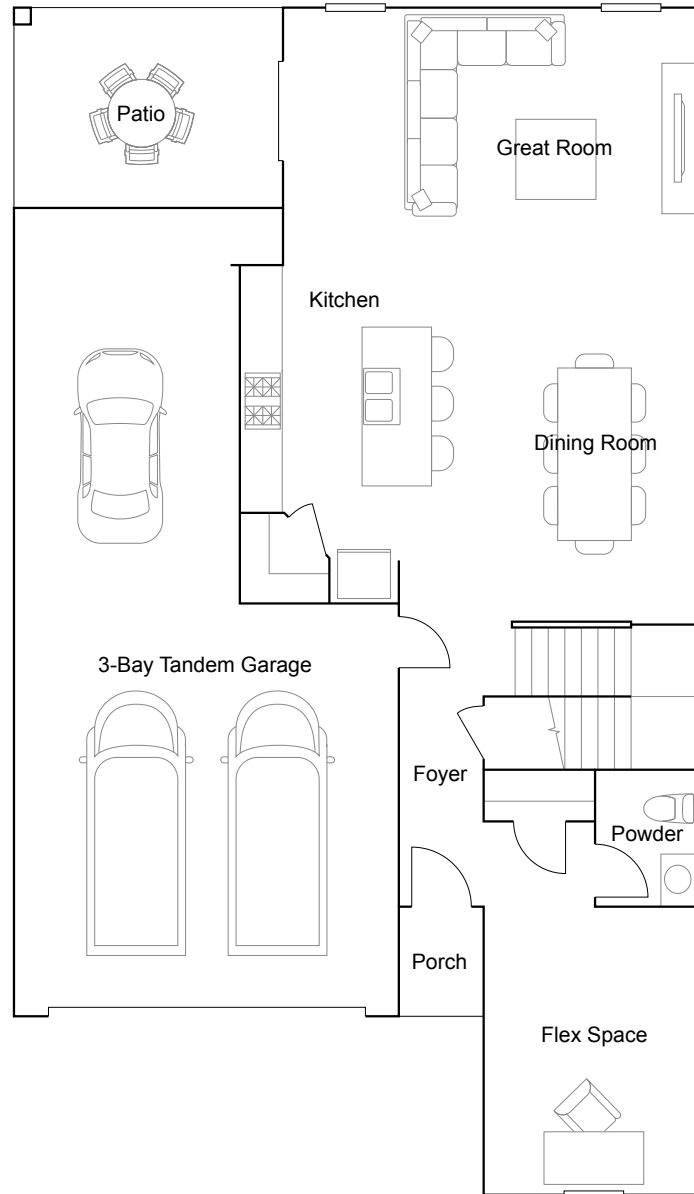 Patio
Great Room
Kitchen
Dining Room
3-Bay Tandem Garage
Foyer
Powder
Porch
Flex Space